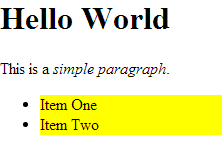 Hello World
This is a simple paragraph.
Item One
Item Two